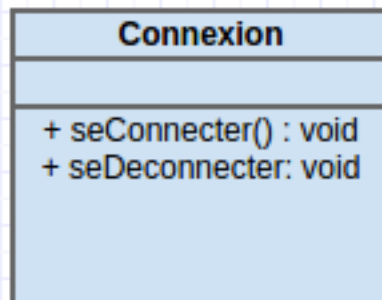 Connexion
+ seConnecter() : void
+ seDeconnecter: void